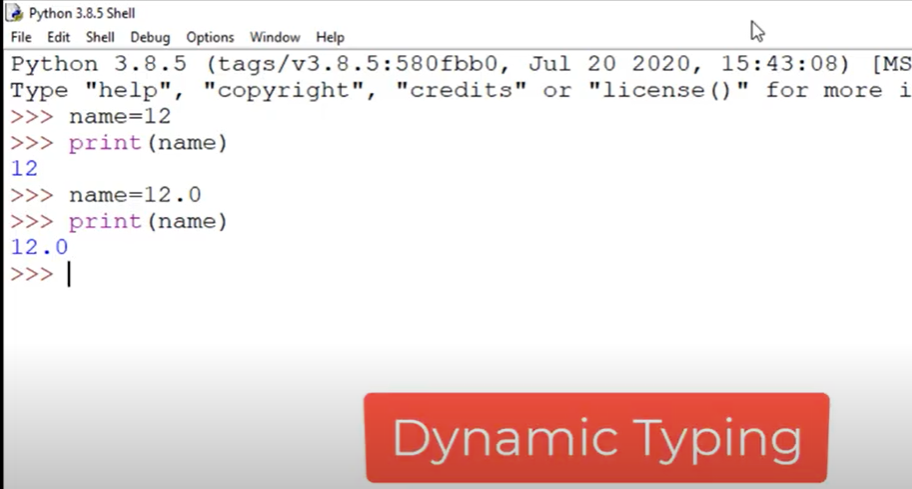 Python 3.8.5 Shell
File Edit Shell Debug Options Window Help
Python 3.8.5 (tags/v3.8.5:580fbb0, Jul 20 2020, 15:43:08) [MS
Type "help", "copyright", "credits" or "license()" for more i
>>> name=12
>>> print(name)
12
>>> name=12.0
>>> print(name)
12.0
>>>
Dynamic Typing